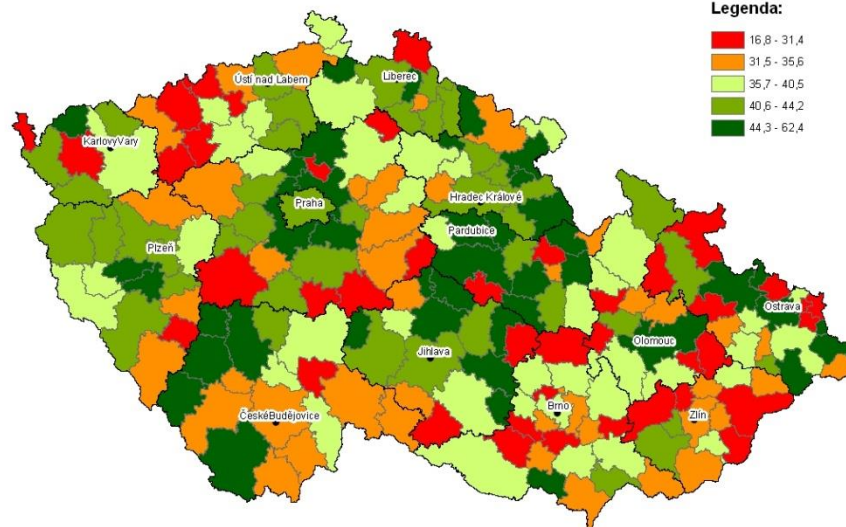 Legenda:
16,8 - 31,4
31,5 - 35,6
35,7 - 40,5
40,6 - 44,2
44,3 - 62,4
Ústí nad Labem
Liberec
KarlovyVary
Praha
Hradec Králové
Pardubice
Plzeň
Ostrava
Olomouc
Jihlava
Brno
Zlín
ČeskéBudějovice